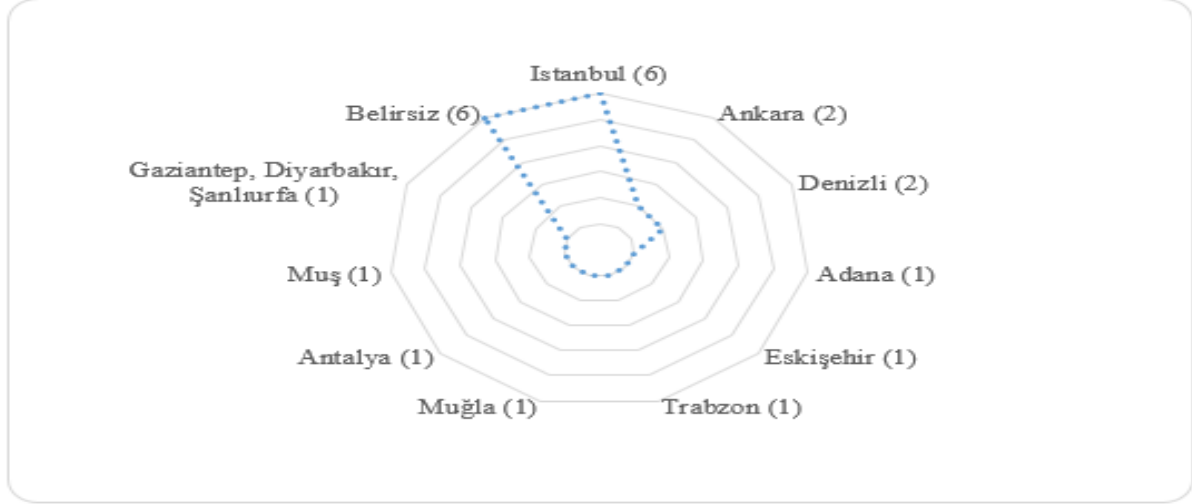 Istanbul (6)
Ankara (2)
Denizli (2)
Adana (1)
Eskişehir (1)
Trabzon (1)
Muğla (1)
Antalya (1)
Muş (1)
Gaziantep, Diyarbakır,
Şanlıurfa (1)
Belirsiz (6)